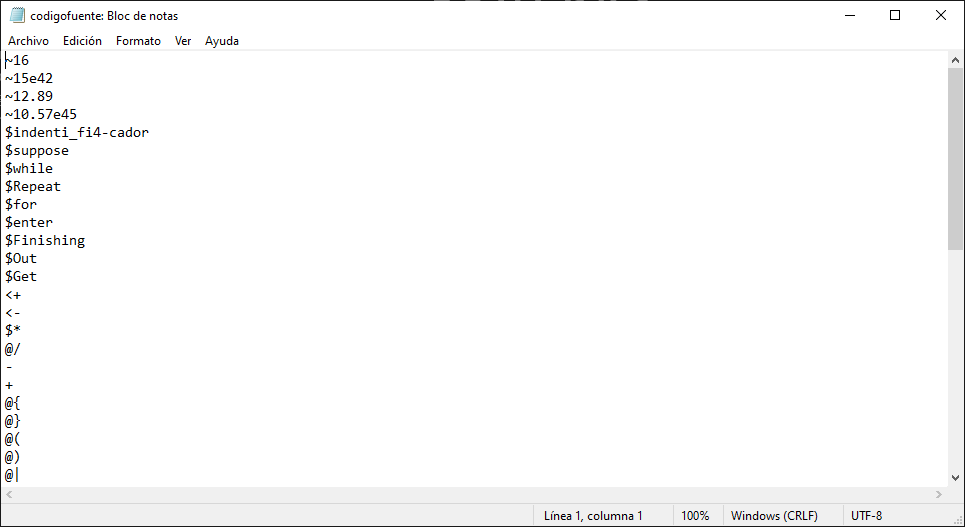 codigofuente: Bloc de notas
Archivo Edición Formato Ver Ayuda
~16
~15e42
~12.89
~10.57e45
$indenti_fi4-cador
$suppose
$while
$Repeat
$for
$enter
$Finishing
$Out
$Get
<+
<-
$*
@/
-
+
@{
@}
@(
@)
@|
Línea 1, columna 1 100% Windows (CRLF) UTF-8